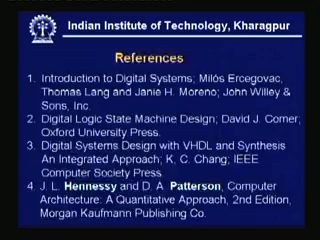 Indian Institute of Technology, Kharagpur
References
1. Introduction to Digital Systems; Milós Ercegovac,
Thomas Lang and Janie H. Moreno; John Willey &
Sons, Inc.
2. Digital Logic State Machine Design; David J. Comer;
Oxford University Press.
3. Digital Systems Design with VHDL and Synthesis
An Integrated Approach; K, C. Chang; IEEE
Computer Society Press
4. J. L. Hennessy and D. A. Patterson, Computer
Architecture: A Quantitative Approach, 2nd Edition,
Morgan Kaufmann Publishing Co.